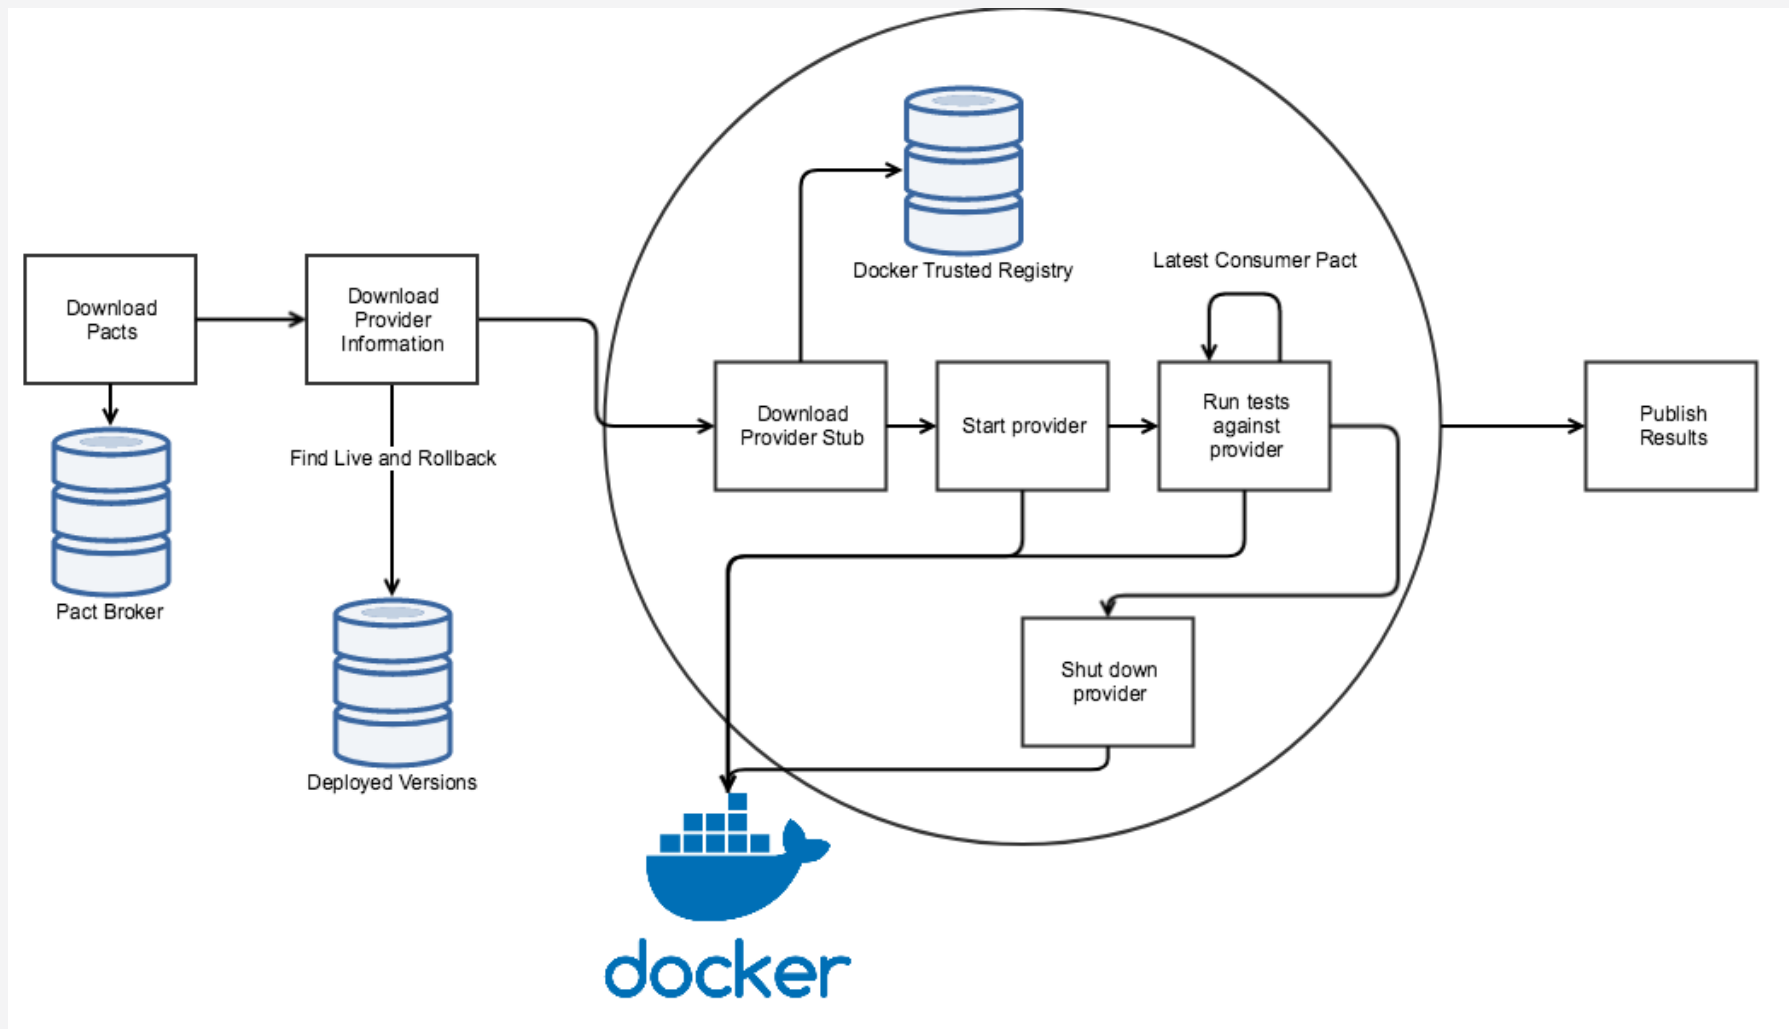 Docker Trusted Registry
Latest Consumer Pact
Download
Pacts
Download
Provider
Information
Download
Provider Stub
Start provider
Run tests
against
provider
Publish
Results
Find Live and Rollback
Pact Broker
Shut down
provider
Deployed Versions
docker